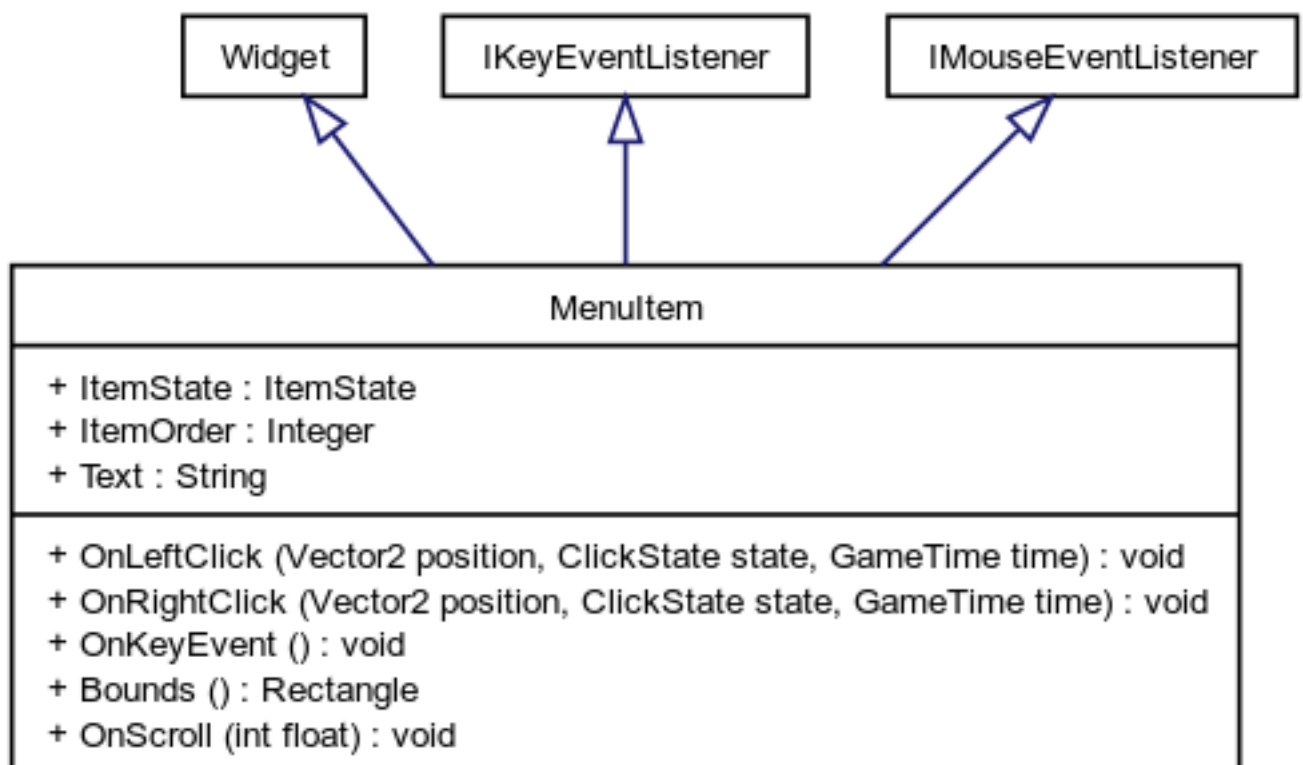 Widget
IKeyEventListener
IMouseEventListener
MenuItem
+ ItemState : ItemState
+ ItemOrder : Integer
+ Text : String
+ OnLeftClick (Vector2 position, ClickState state, GameTime time) : void
+ OnRightClick (Vector2 position, ClickState state, GameTime time) : void
+ OnKeyEvent () : void
+ Bounds () : Rectangle
+ OnScroll (int float) : void